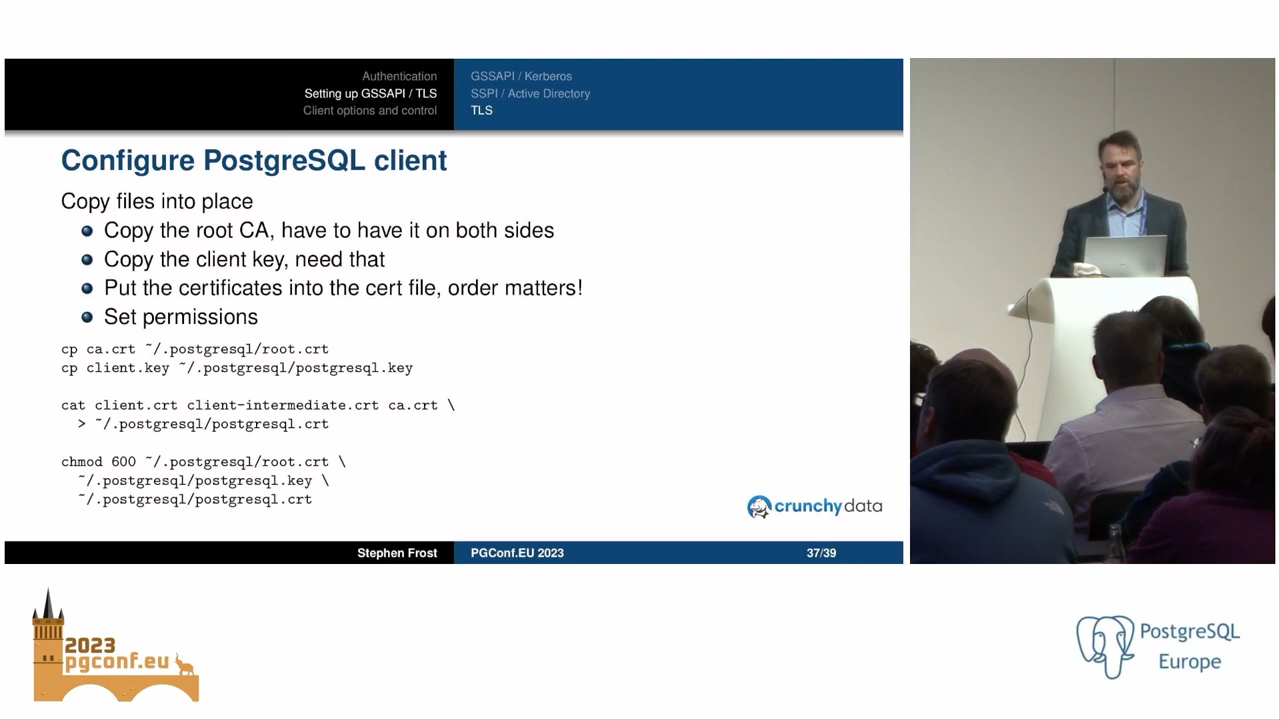 Authentication
Setting up GSSAPI / TLS
Client options and control
GSSAPI / Kerberos
SSPI / Active Directory
TLS
Configure PostgreSQL client
Copy files into place
Copy the root CA, have to have it on both sides
Copy the client key, need that
Put the certificates into the cert file, order matters!
Set permissions
cp ca.crt ~/.postgresql/root.crt
cp client.key ~/.postgresql/postgresql.key
cat client.crt client-intermediate.crt ca.crt \
> ~/.postgresql/postgresql.crt
chmod 600 ~/.postgresql/root.crt \
~/.postgresql/postgresql.key \
~/.postgresql/postgresql.crt
crunchydata
Stephen Frost PGConf.EU 2023 37/39
2023
pgconf.eu
PostgreSQL
Europe